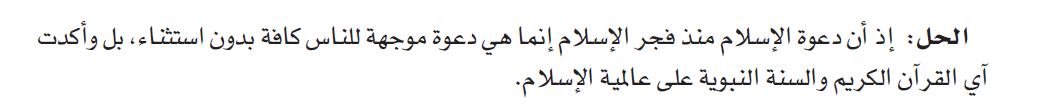 الحل: إذ أن دعوة الإسلام منذ فجر الإسلام إنما هي دعوة موجهة للناس كافة بدون استثناء، بل وأكدت
آي القرآن الكريم والسنة النبوية على عالمية الإسلام.